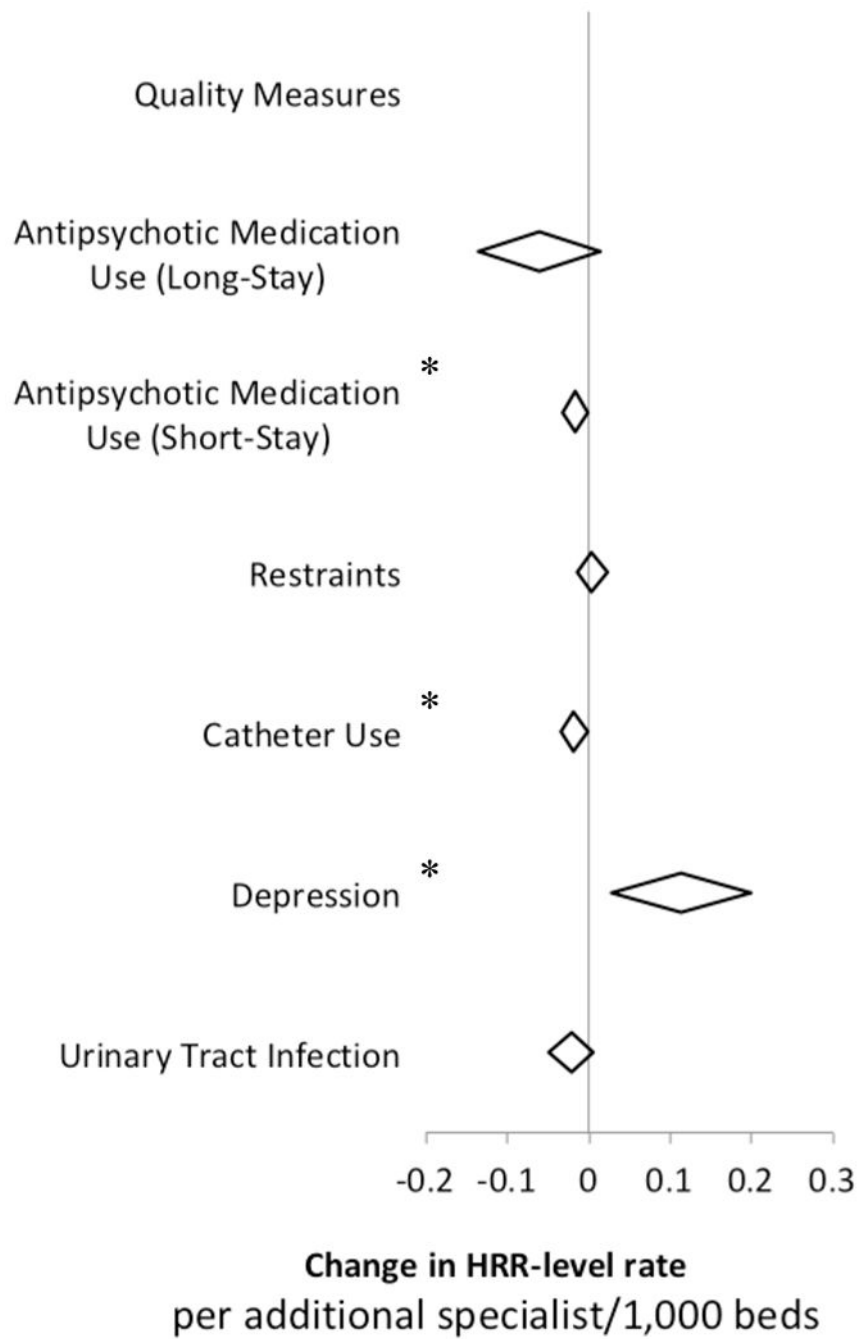 Quality Measures
Antipsychotic Medication
Use (Long-Stay)
*
Antipsychotic Medication
Use (Short-Stay)
Restraints
*
Catheter Use
*
Depression
Urinary Tract Infection
-0.2 -0.1 0 0.1 0.2 0.3
Change in HRR-level rate
per additional specialist/1,000 beds